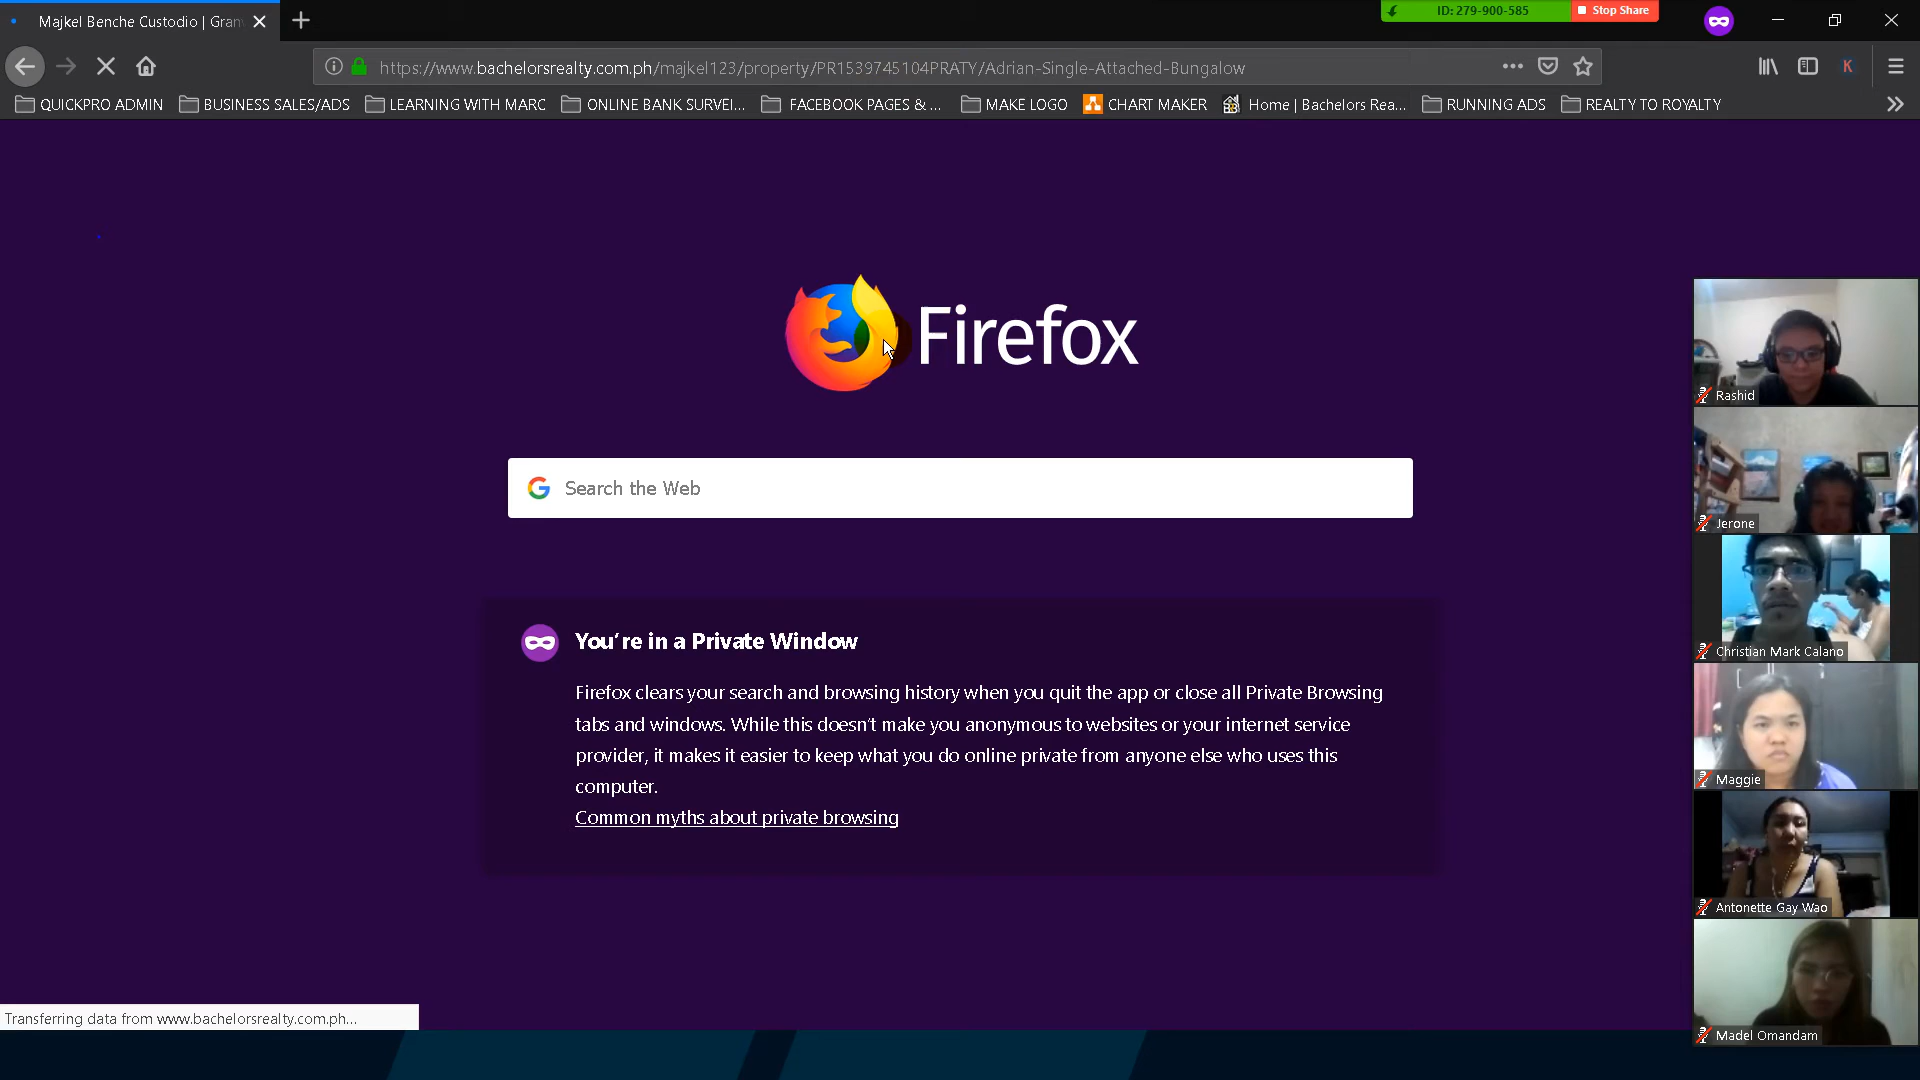 Majkel Benche Custodio | Gran
ID: 279-900-585
Stop Share
https://www.bachelorsrealty.com.ph/majkel123/property/PR1539745104PRATY/Adrian-Single-Attached-Bungalow
K
QUICKPRO ADMIN
BUSINESS SALES/ADS
LEARNING WITH MARC
ONLINE BANK SURVEI...
FACEBOOK PAGES & ...
MAKE LOGO
CHART MAKER
Home | Bachelors Rea...
RUNNING ADS
REALTY TO ROYALTY
Firefox
Search the Web
You're in a Private Window
Firefox clears your search and browsing history when you quit the app or close all Private Browsing
tabs and windows. While this doesn't make you anonymous to websites or your internet service
provider, it makes it easier to keep what you do online private from anyone else who uses this
computer.
Common myths about private browsing
Rashid
Jerone
Christian Mark Calano
Maggie
Antonette Gay Wao
Madel Omandam
Transferring data from www.bachelorsrealty.com.ph...